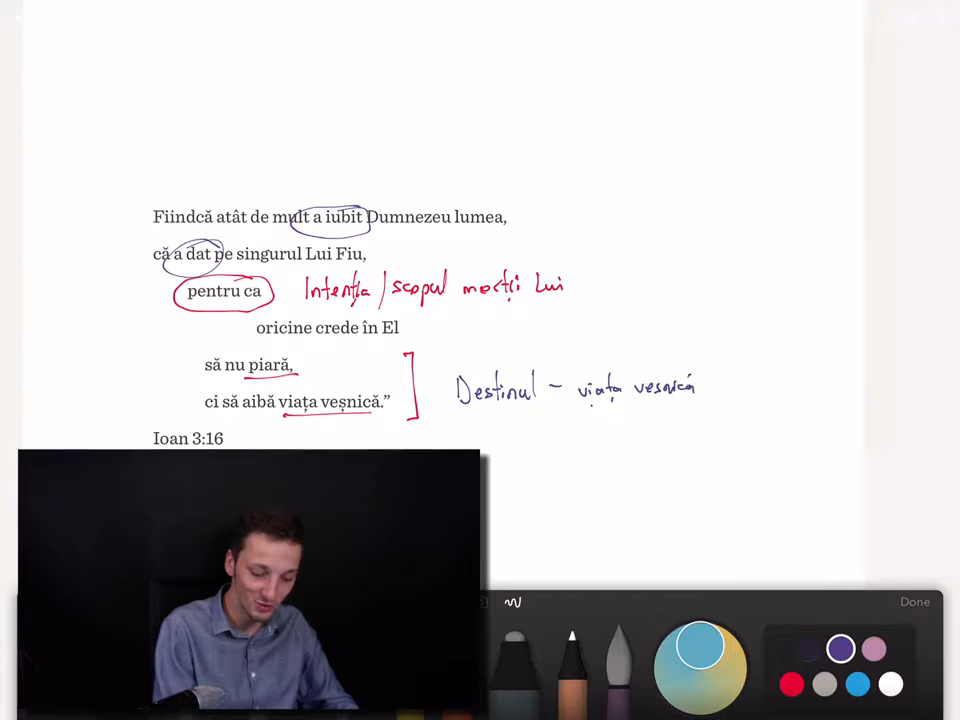 Fiindcă atât de mult a iubit Dumnezeu lumea,
că a dat pe singurul Lui Fiu,
pentru ca Intenția / scopul morții Lui
oricine crede în El
să nu piară,
ci să aibă viața veșnică.” Destinul – viața veșnică
Ioan 3:16
Done